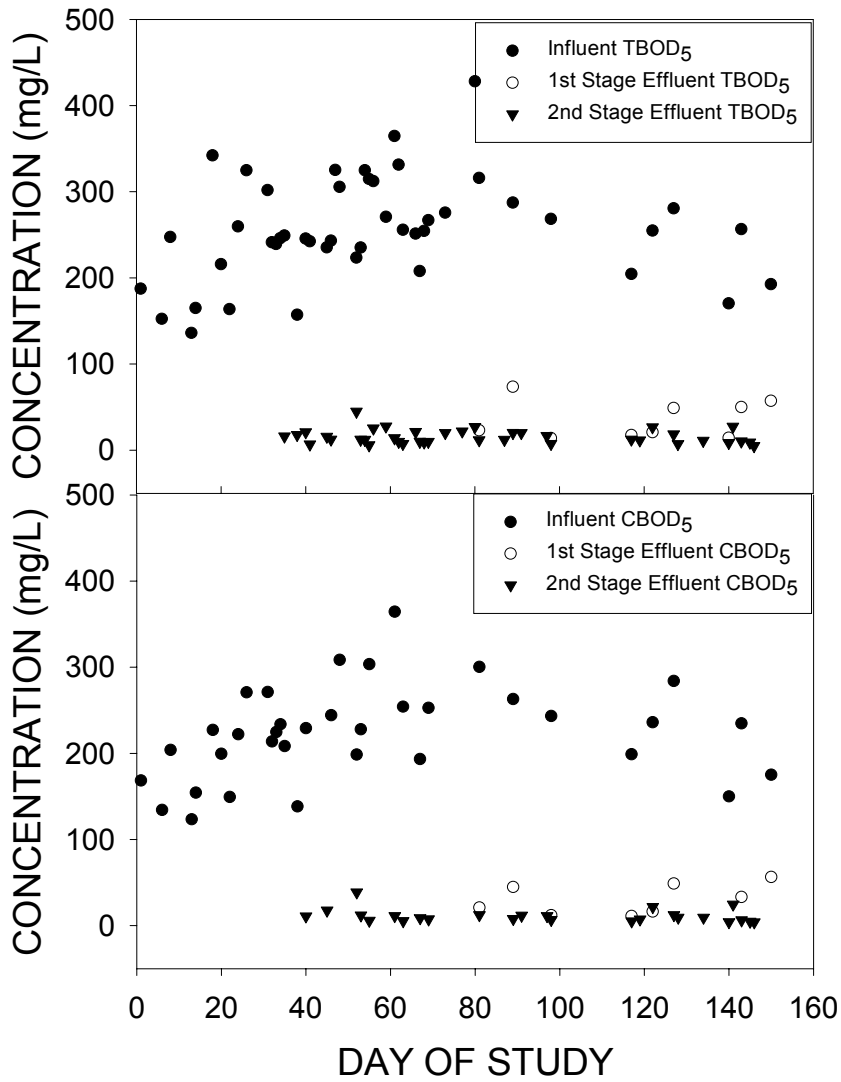 500
400
300
200
100
0
CONCENTRATION (mg/L)
Influent TBOD5
1st Stage Effluent TBOD5
2nd Stage Effluent TBOD5
500
400
300
200
100
0
CONCENTRATION (mg/L)
Influent CBOD5
1st Stage Effluent CBOD5
2nd Stage Effluent CBOD5
0 20 40 60 80 100 120 140 160
DAY OF STUDY